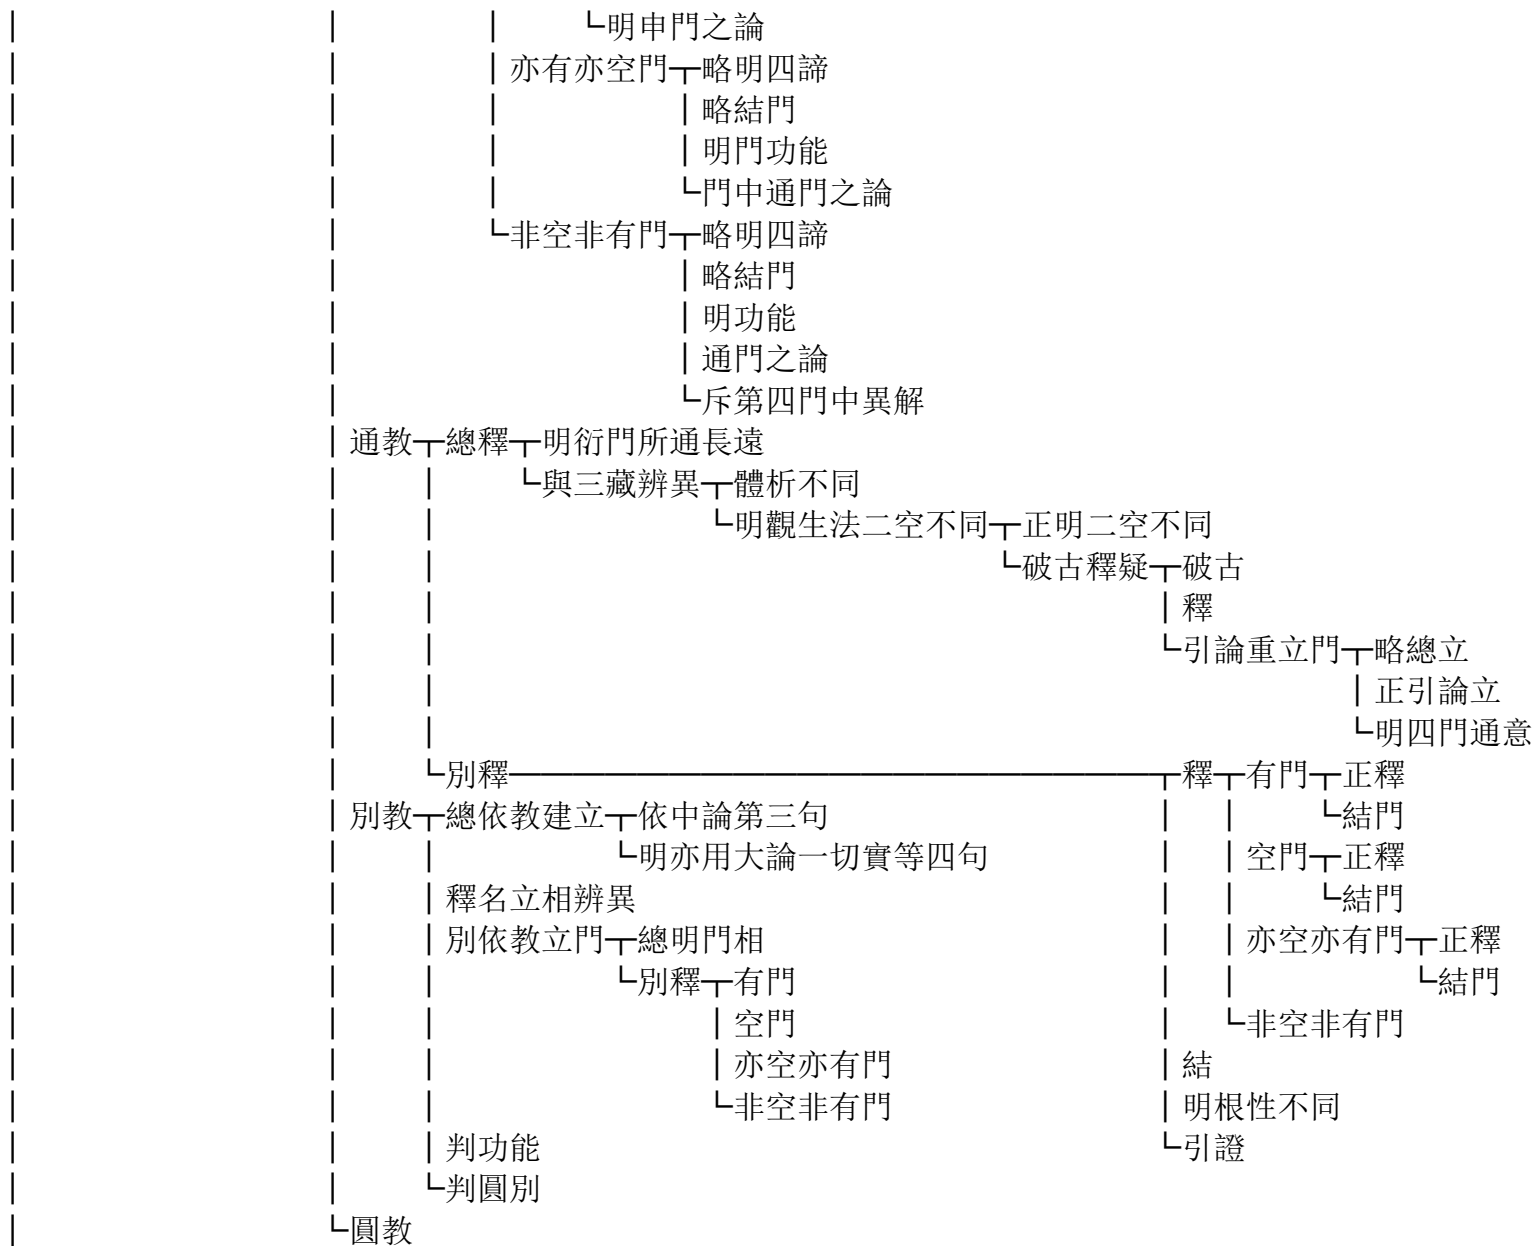 │ │ │ └明申門之論
│ │ │亦有亦空門┬略明四諦
│ │ │ │略結門
│ │ │ │明門功能
│ │ │ └門中通門之論
│ │ └非空非有門┬略明四諦
│ │ │略結門
│ │ │明功能
│ │ │通門之論
│ │ └斥第四門中異解
│ │通教┬總釋┬明衍門所通長遠
│ │ │ └與三藏辨異┬體析不同
│ │ │ └明觀生法二空不同┬正明二空不同
│ │ │ └破古釋疑┬破古
│ │ │ │釋
│ │ │ └引論重立門┬略總立
│ │ │ │正引論立
│ │ │ └明四門通意
│ │ └別釋────────────────────┬釋┬有門┬正釋
│ │別教┬總依教建立┬依中論第三句 │ │ └結門
│ │ │ └明亦用大論一切實等四句 │ │空門┬正釋
│ │ │釋名立相辨異 │ │ └結門
│ │ │別依教立門┬總明門相 │ │亦空亦有門┬正釋
│ │ │ └別釋┬有門 │ │ └結門
│ │ │ │空門 │ └非空非有門
│ │ │ │亦空亦有門 │結
│ │ │ └非空非有門 │明根性不同
│ │ │判功能 └引證
│ │ └判圓別
│ └圓教